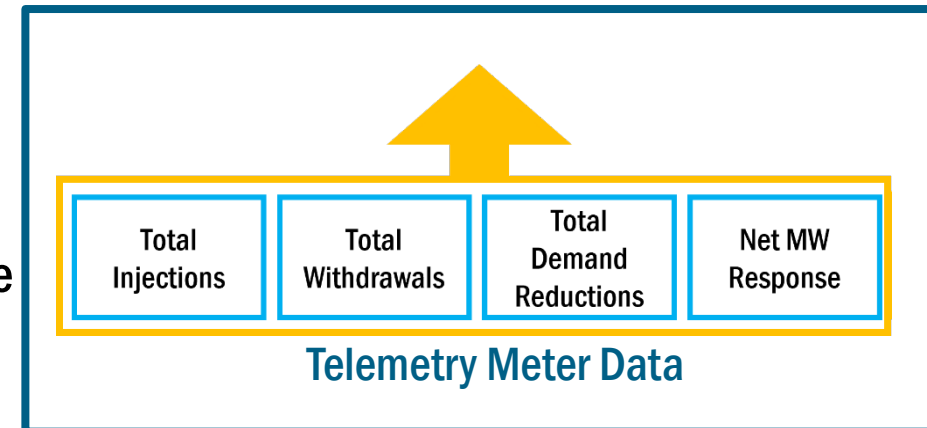 Total
Injections
Total
Withdrawals
Total
Demand
Reductions
Net MW
Response
e
Telemetry Meter Data